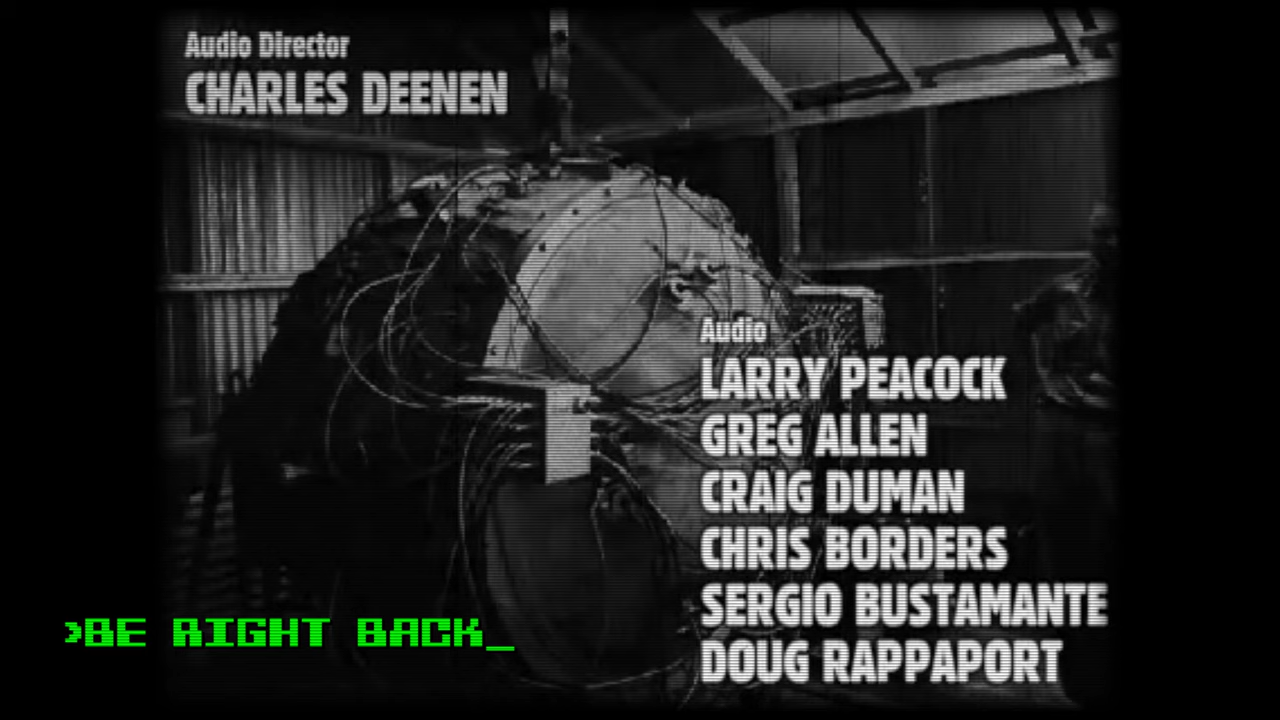 Audio Director
CHARLES DEENEN
Audio
LARRY PEACOCK
GREG ALLEN
CRAIG DUMAN
CHRIS BORDERS
SERGIO BUSTAMANTE
DOUG RAPPAPORT
>BE RIGHT BACK_